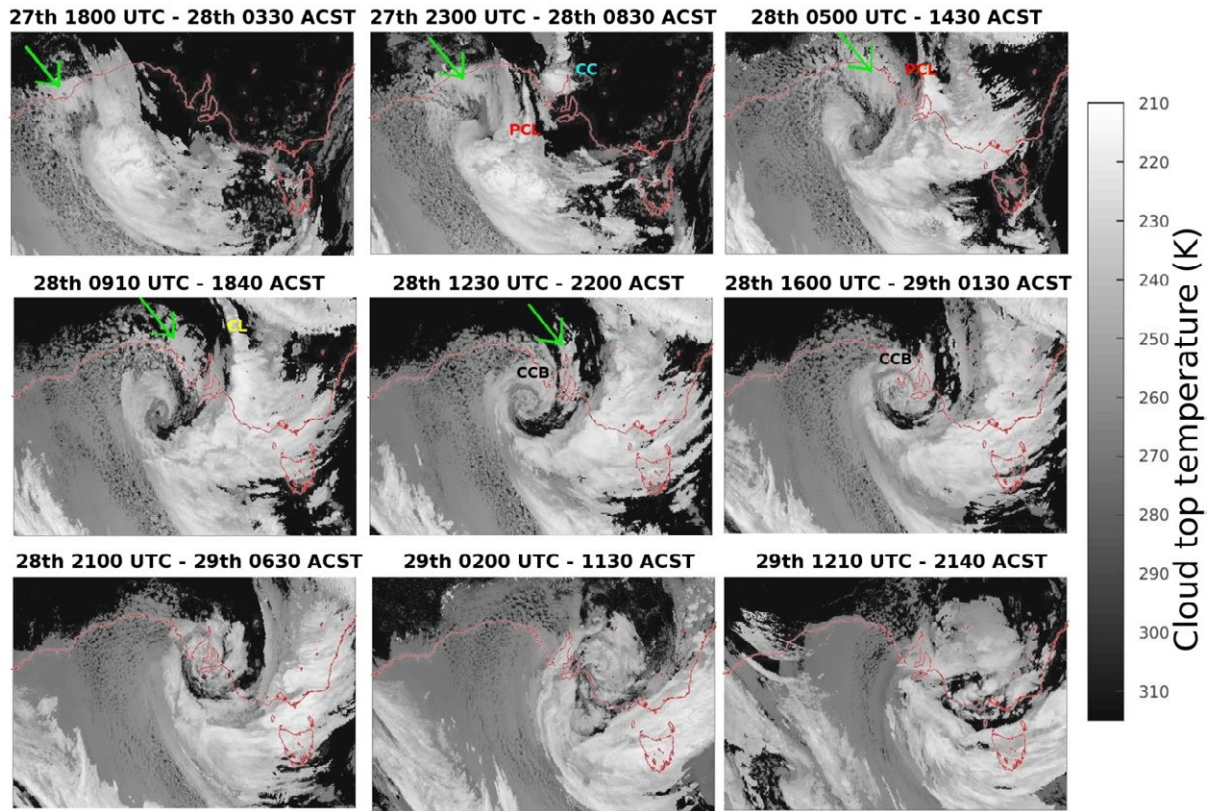 27th 1800 UTC - 28th 0330 ACST
27th 2300 UTC - 28th 0830 ACST
28th 0500 UTC - 1430 ACST
CC
PCL
PCL
28th 0910 UTC - 1840 ACST
28th 1230 UTC - 2200 ACST
28th 1600 UTC - 29th 0130 ACST
CL
CCB
CCB
28th 2100 UTC - 29th 0630 ACST
29th 0200 UTC - 1130 ACST
29th 1210 UTC - 2140 ACST
210
220
230
240
250
260
270
280
290
300
310
Cloud top temperature (K)